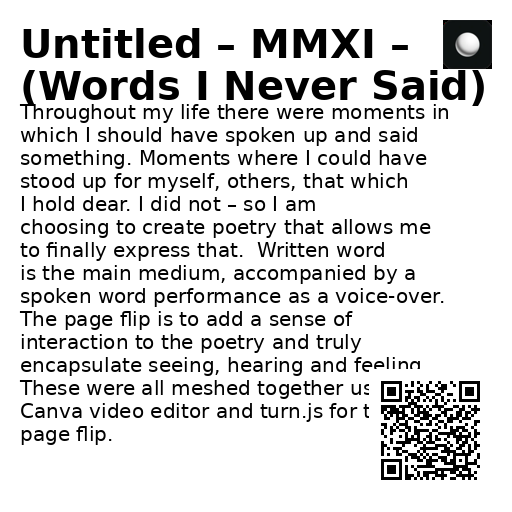 Untitled – MMXI –
(Words I Never Said)
Throughout my life there were moments in
which I should have spoken up and said
something. Moments where I could have
stood up for myself, others, that which
I hold dear. I did not – so I am
choosing to create poetry that allows me
to finally express that.  Written word
is the main medium, accompanied by a
spoken word performance as a voice-over.
The page flip is to add a sense of
interaction to the poetry and truly
encapsulate seeing, hearing and feeling
These were all meshed together
Canva video editor and turn.js for
page flip.